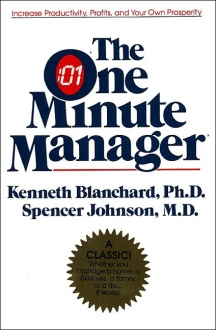 Increase Productivity, Profits, and Your Own Prosperity
The
:01
One
Minute
Manager
Kenneth Blanchard, Ph.D.
Spencer Johnson, M.D.
A
CLASSIC!
Whether you
manage a home, a
business, a family,
or a life...
it works!